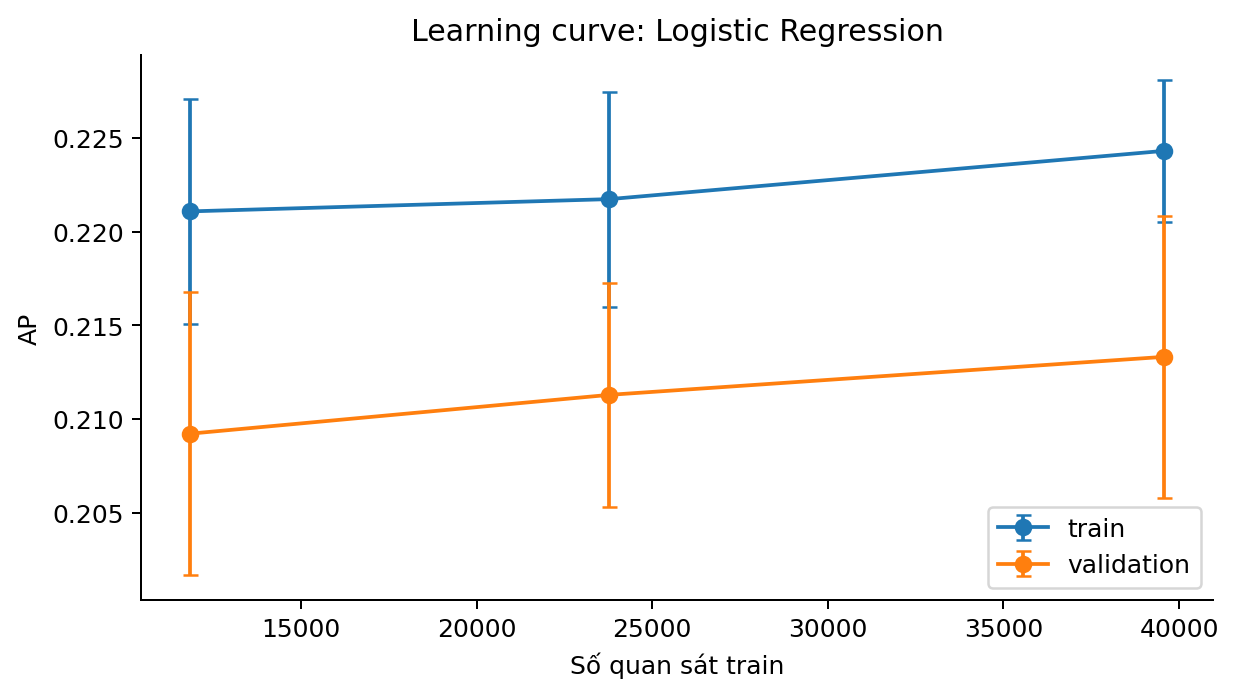 Learning curve: Logistic Regression
AP
0.225
0.220
0.215
0.210
0.205
train
validation
15000 20000 25000 30000 35000 40000
Số quan sát train